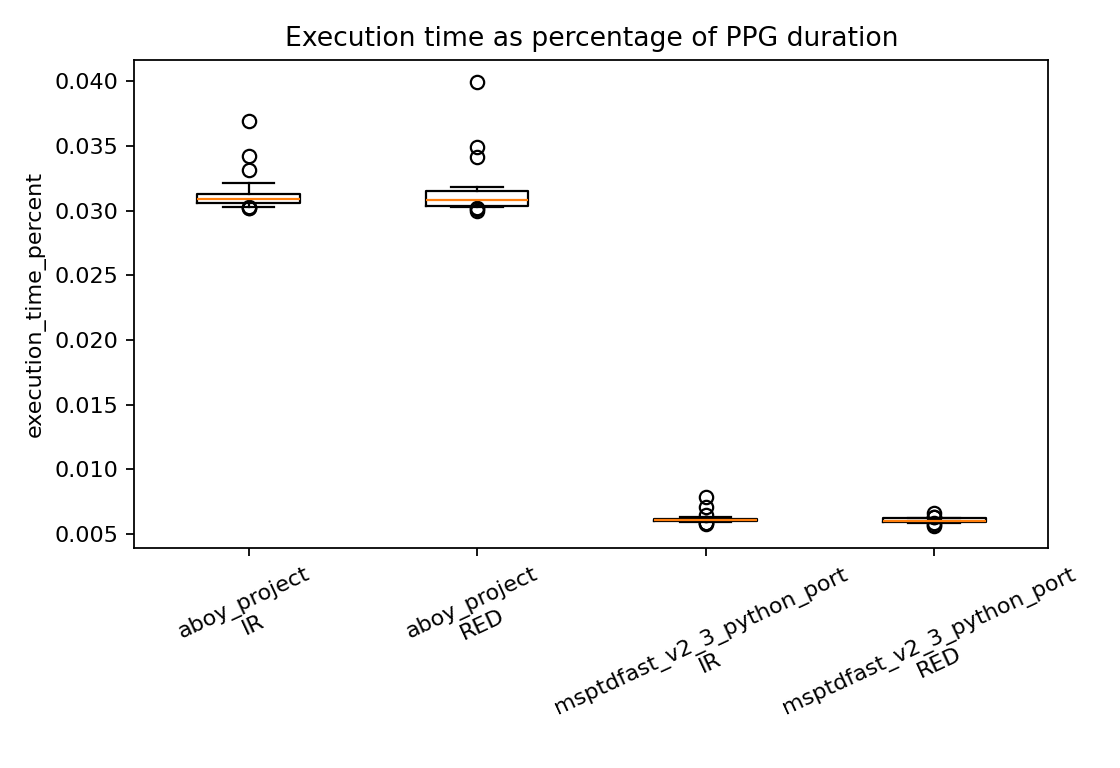 Execution time as percentage of PPG duration
execution_time_percent
0.040
0.035
0.030
0.025
0.020
0.015
0.010
0.005
aboy_project
IR
aboy_project
RED
msptdfast_v2_3_python_port
IR
msptdfast_v2_3_python_port
RED